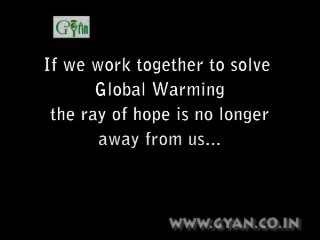 Gyan
If we work together to solve
Global Warming
the ray of hope is no longer
away from us...
WWW.GYAN.CO.IN